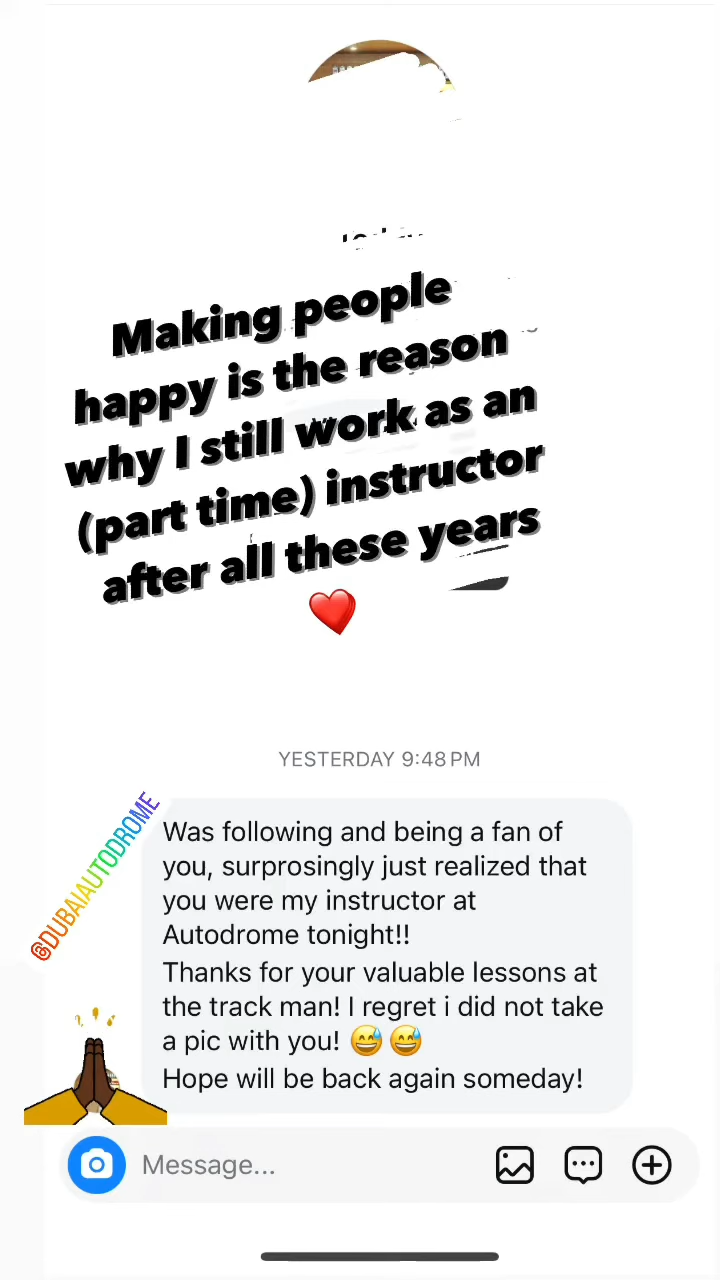 Making people
happy is the reason
why I still work as an
(part time) instructor
after all these years
❤️
YESTERDAY 9:48 PM
@DUBAIAUTODROME
Was following and being a fan of
you, surprosingly just realized that
you were my instructor at
Autodrome tonight!!
Thanks for your valuable lessons at
the track man! I regret i did not take
a pic with you! 😅 😅
Hope will be back again someday!
Message...